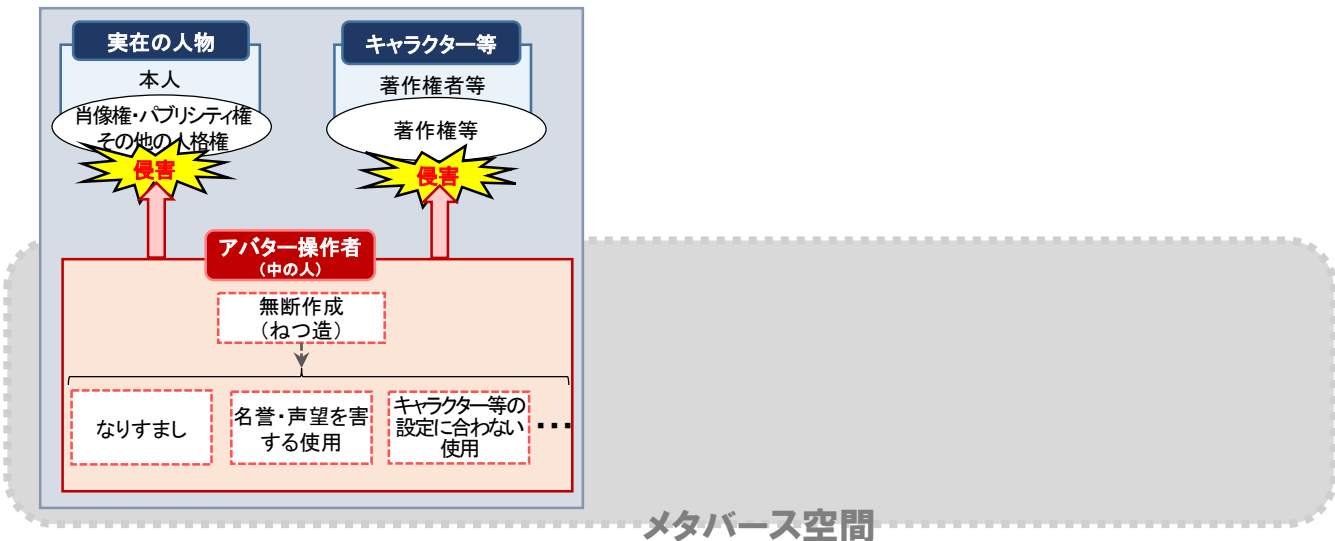 実在の人物
本人
肖像権・パブリシティ権
その他の人格権
侵害
キャラクター等
著作権者等
著作権等
侵害
アバター操作者
（中の人）
無断作成
（ねつ造）
なりすまし
名誉・声望を害
する使用
キャラクター等の
設定に合わない
使用
…
メタバース空間